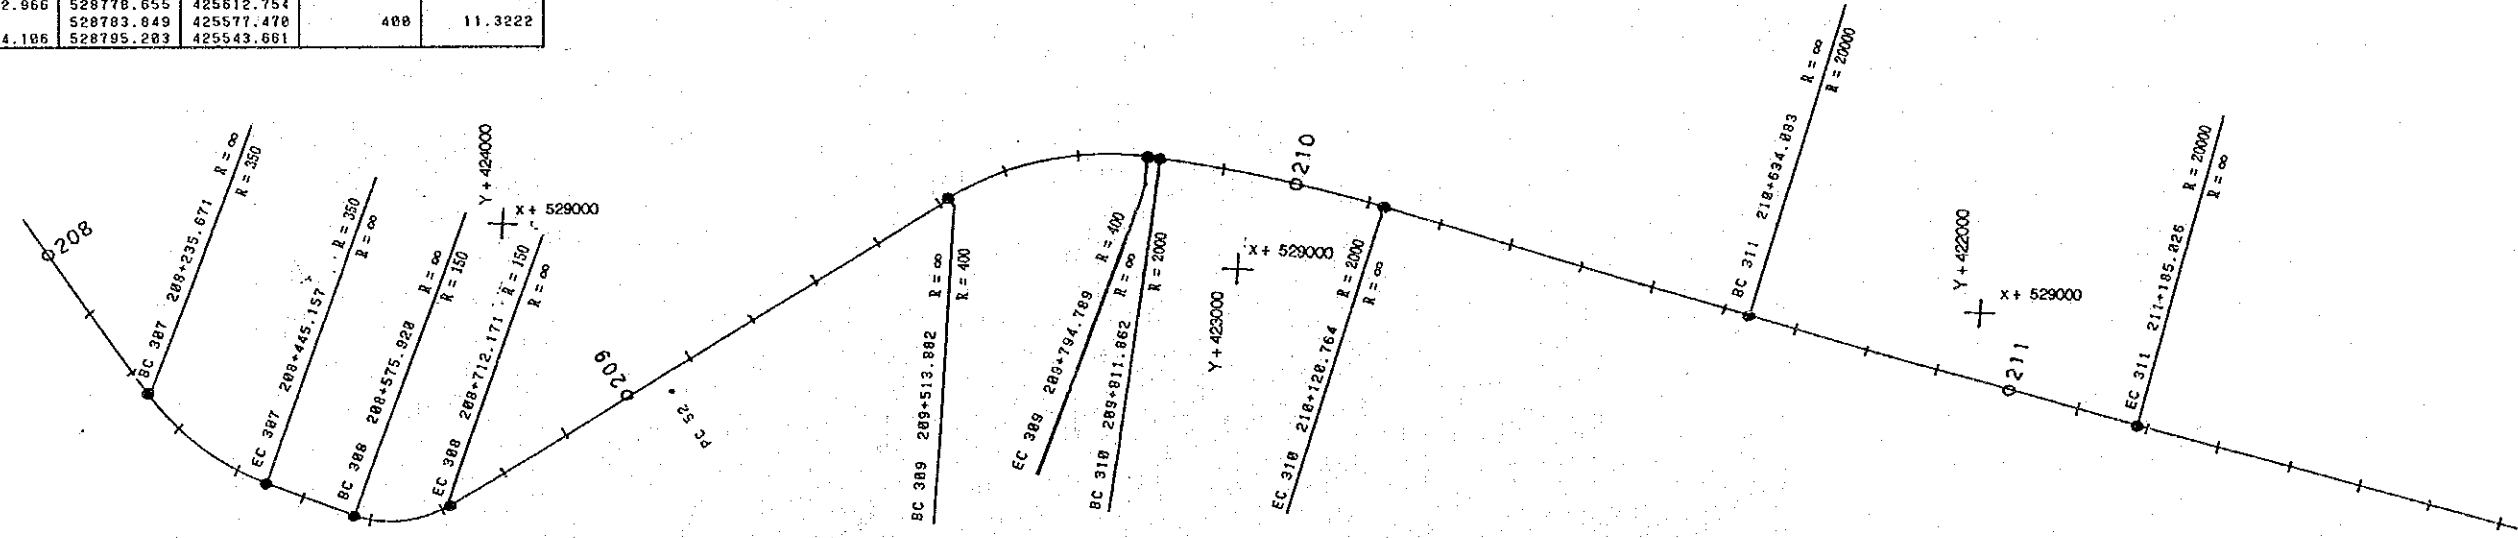 2.966 528778.655 425612.754
528783.849 425577.470 400 11.3222
4.106 528795.203 425543.661
208
BC 307 208+235.671 R = ∞
R = 350
EC 307 208+445.157 R = 350
R = ∞
BC 308 208+575.920 R = ∞
R = 150
EC 308 208+712.171 R = 150
R = ∞
Y + 424000
x + 529000
209
PC 52
BC 309 209+513.882 R = ∞
R = 400
EC 309 209+794.789 R = 400
BC 310 209+811.862 R = ∞
R = 2000
210
Y + 423000
x + 529000
EC 310 210+120.764 R = 2000
R = ∞
BC 311 210+634.083 R = ∞
R = 20000
Y + 422000
x + 529000
211
EC 311 211+185.026 R = 20000
R = ∞